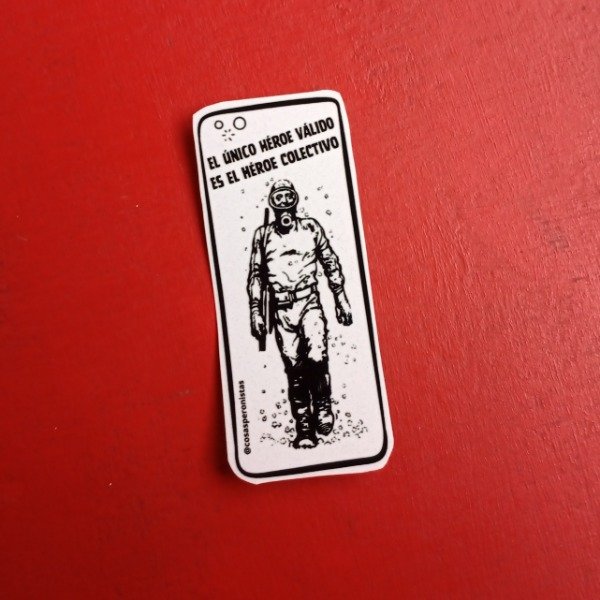 EL ÚNICO HÉROE VÁLIDO
ES EL HÉROE COLECTIVO
@cosasperonistas